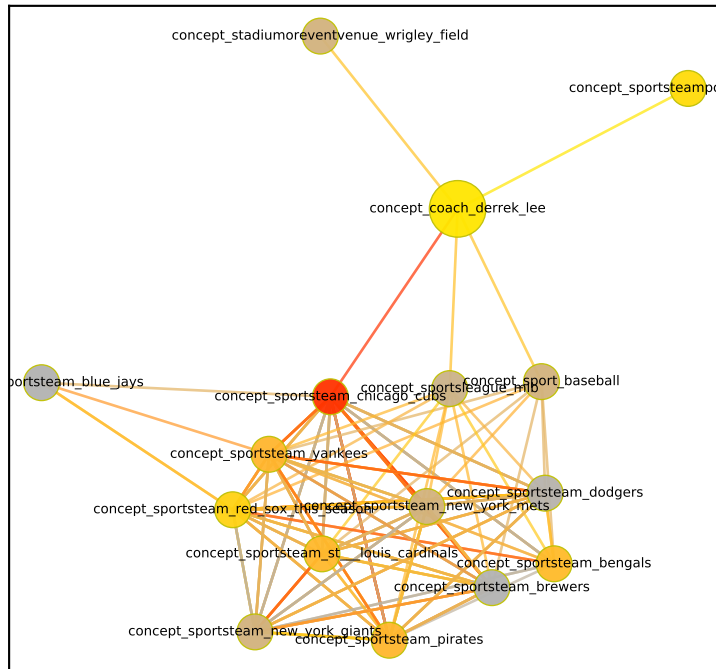 concept_stadiumoreventvenue_wrigley_field
concept_sportsteampo
concept_coach_derrek_lee
portsteam_blue_jays
concept_sportsleague_mlb
concept_sport_baseball
concept_sportsteam_chicago_cubs
concept_sportsteam_yankees
concept_sportsteam_dodgers
concept_sportsteam_red_sox_this_season
concept_sportsteam_new_york_mets
concept_sportsteam_st__louis_cardinals
concept_sportsteam_bengals
concept_sportsteam_brewers
concept_sportsteam_new_york_giants
concept_sportsteam_pirates